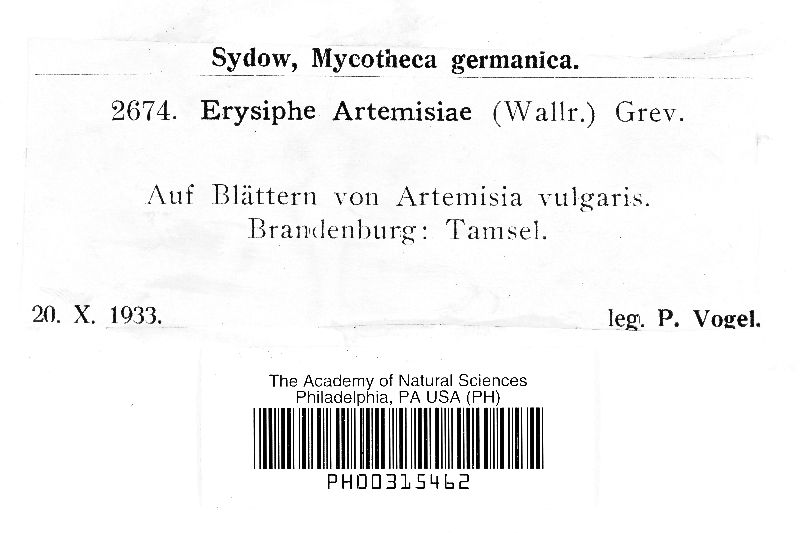 Sydow, Mycotheca germanica.
2674. Erysiphe Artemisiae (Wallr.) Grev.
Auf Blättern von Artemisia vulgaris.
Brandenburg: Tamsel.
20. X. 1933. leg. P. Vogel.
The Academy of Natural Sciences
Philadelphia, PA USA (PH)
PH00315462